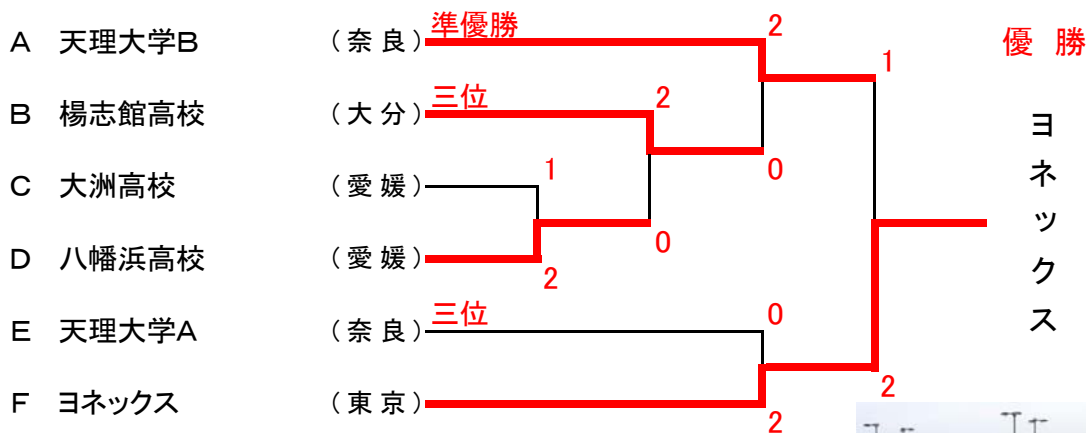 準優勝 2 優 勝
A 天理大学B (奈良) 1
三位 2
B 楊志館高校 (大分) ヨネックス
1 0
C 大洲高校 (愛媛)
0
D 八幡浜高校 (愛媛)
2
三位 0
E 天理大学A (奈良)
2
F ヨネックス (東京)
2